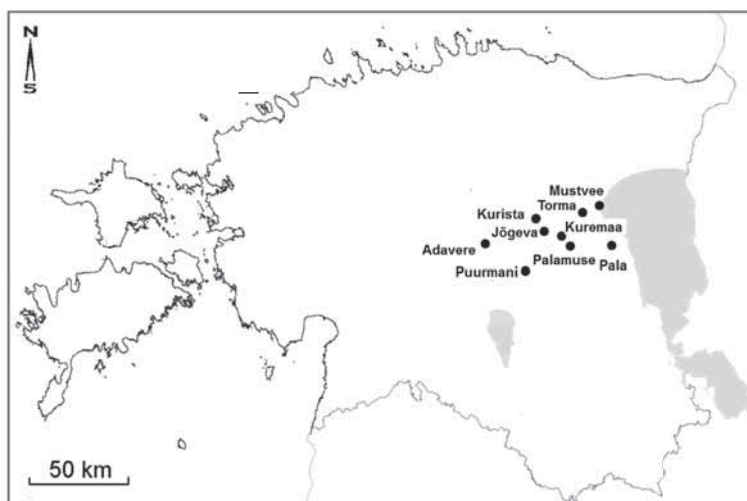 N
S
Mustvee
Torma
Kurista
Kuremaa
Jõgeva
Adavere
Palamuse
Pala
Puurmani
50 km